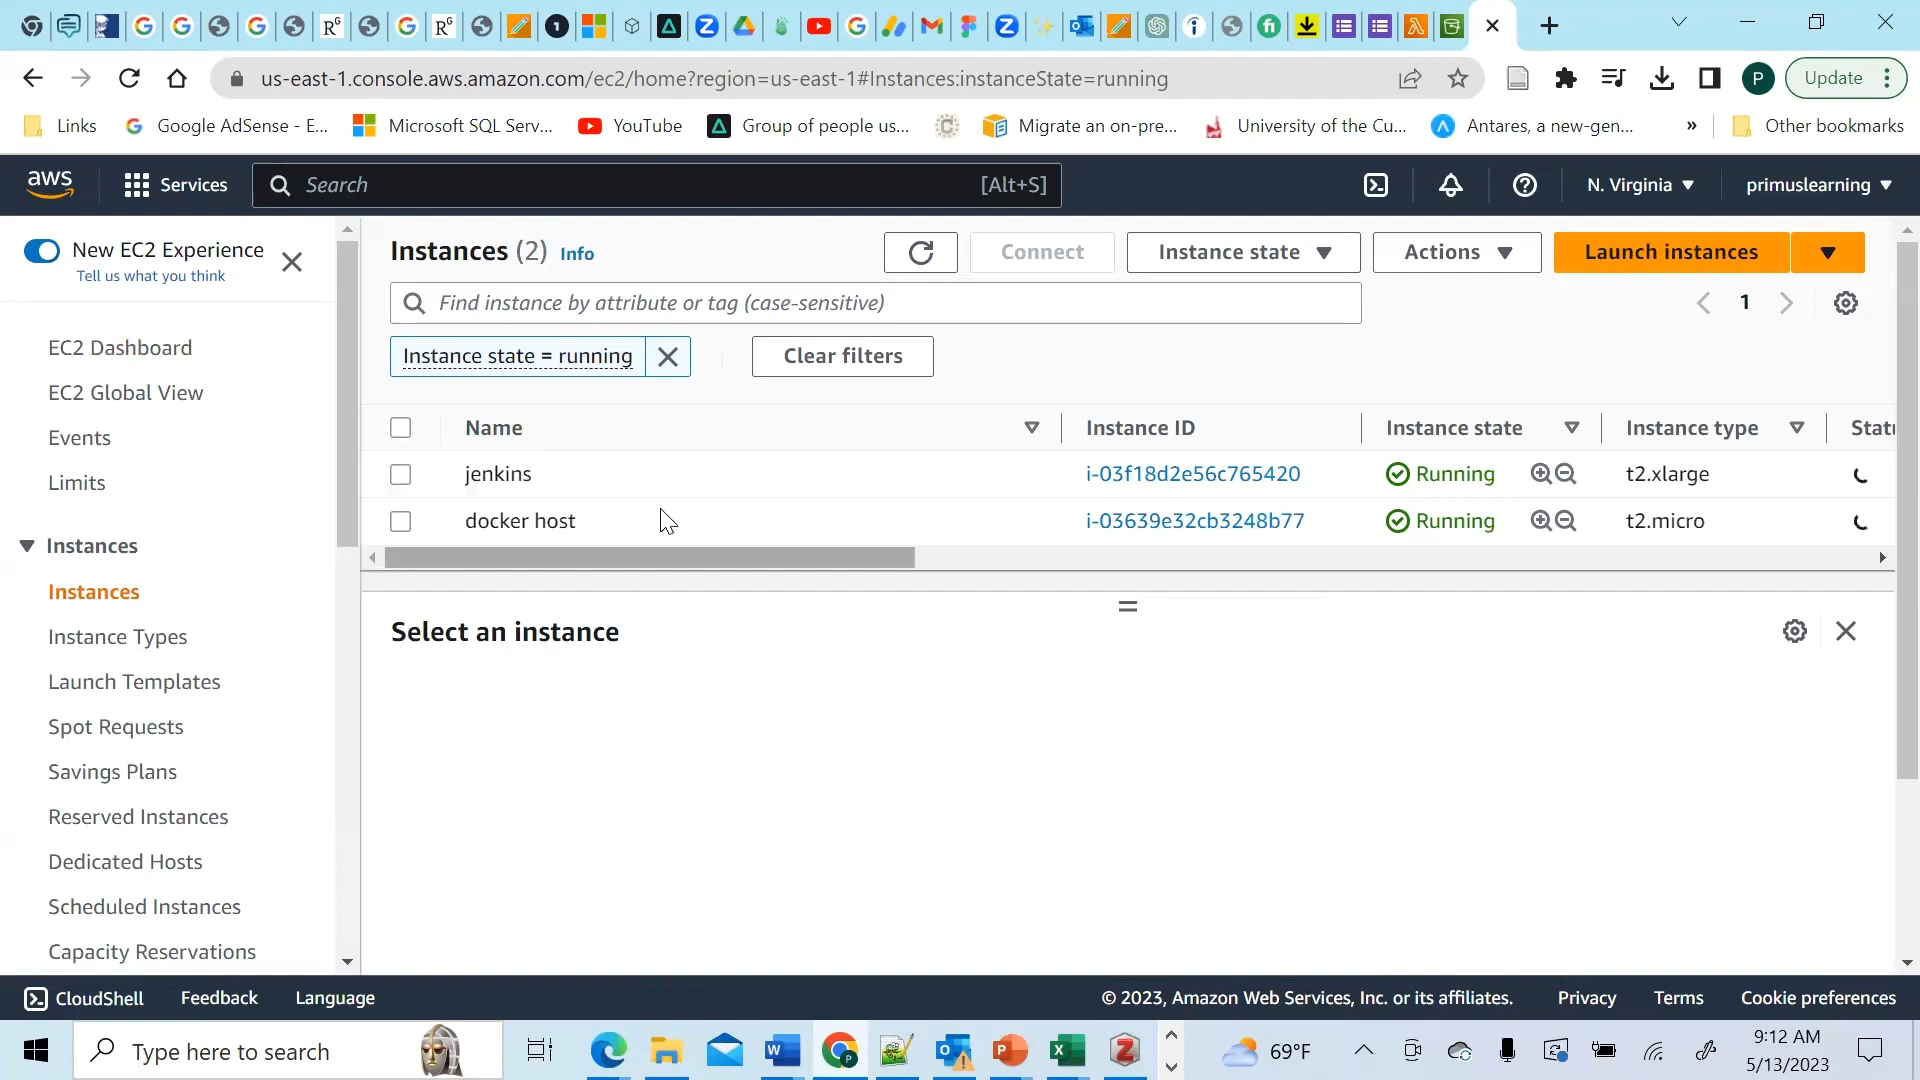 us-east-1.console.aws.amazon.com/ec2/home?region=us-east-1#Instances:instanceState=running
P
Update
Links
Google AdSense - E...
Microsoft SQL Serv...
YouTube
Group of people us...
Migrate an on-pre...
University of the Cu...
Antares, a new-gen...
»
Other bookmarks
aws
Services
Search
[Alt+S]
N. Virginia
primuslearning
New EC2 Experience
Tell us what you think
EC2 Dashboard
EC2 Global View
Events
Limits
Instances
Instances
Instance Types
Launch Templates
Spot Requests
Savings Plans
Reserved Instances
Dedicated Hosts
Scheduled Instances
Capacity Reservations
Instances (2) Info
Connect
Instance state
Actions
Launch instances
Find instance by attribute or tag (case-sensitive)
1
Instance state = running
Clear filters
Name Instance ID Instance state Instance type Statu
jenkins i-03f18d2e56c765420 Running t2.xlarge
docker host i-03639e32cb3248b77 Running t2.micro
Select an instance
CloudShell
Feedback
Language
© 2023, Amazon Web Services, Inc. or its affiliates.
Privacy
Terms
Cookie preferences
Type here to search
69°F
9:12 AM
5/13/2023